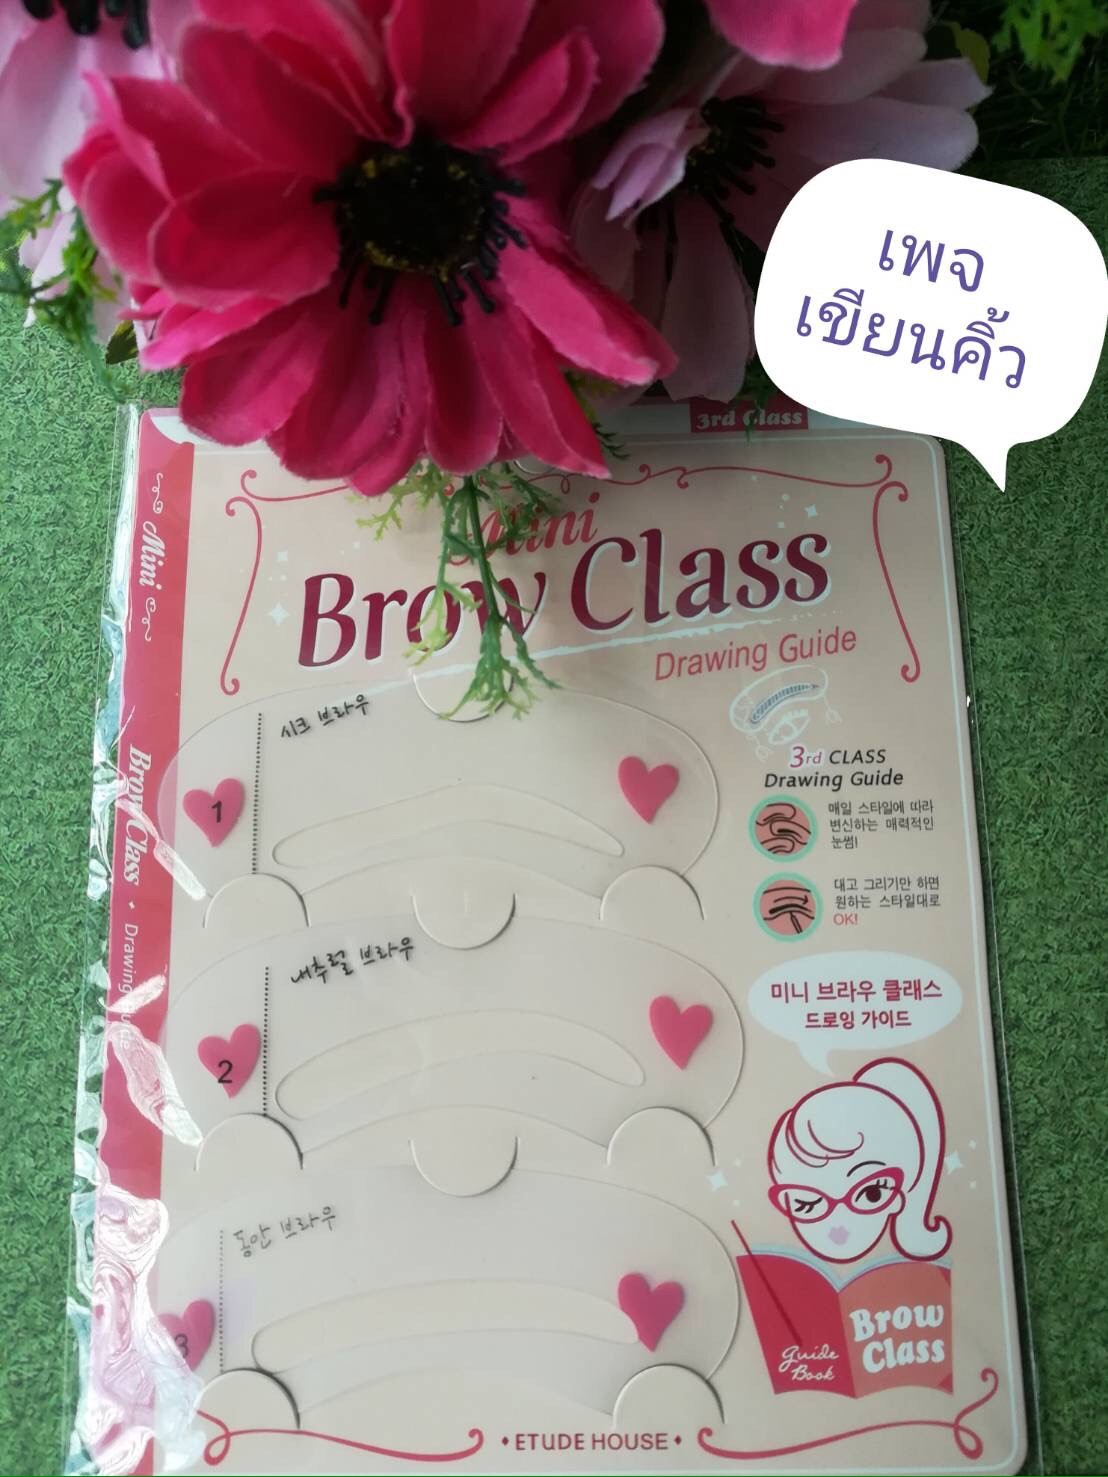 เพจ
เขียนคิ้ว
3rd Class
Mini
Brow Class
Drawing Guide
Mini
Brow Class • Drawing Guide
시크 브라우
1
3rd CLASS
Drawing Guide
매일 스타일에 따라
변신하는 매력적인
눈썹!
대고 그리기만 하면
원하는 스타일대로
OK!
내추럴 브라우
2
미니 브라우 클래스
드로잉 가이드
동안 브라우
3
Brow
Class
guide
Book
•ETUDE HOUSE•